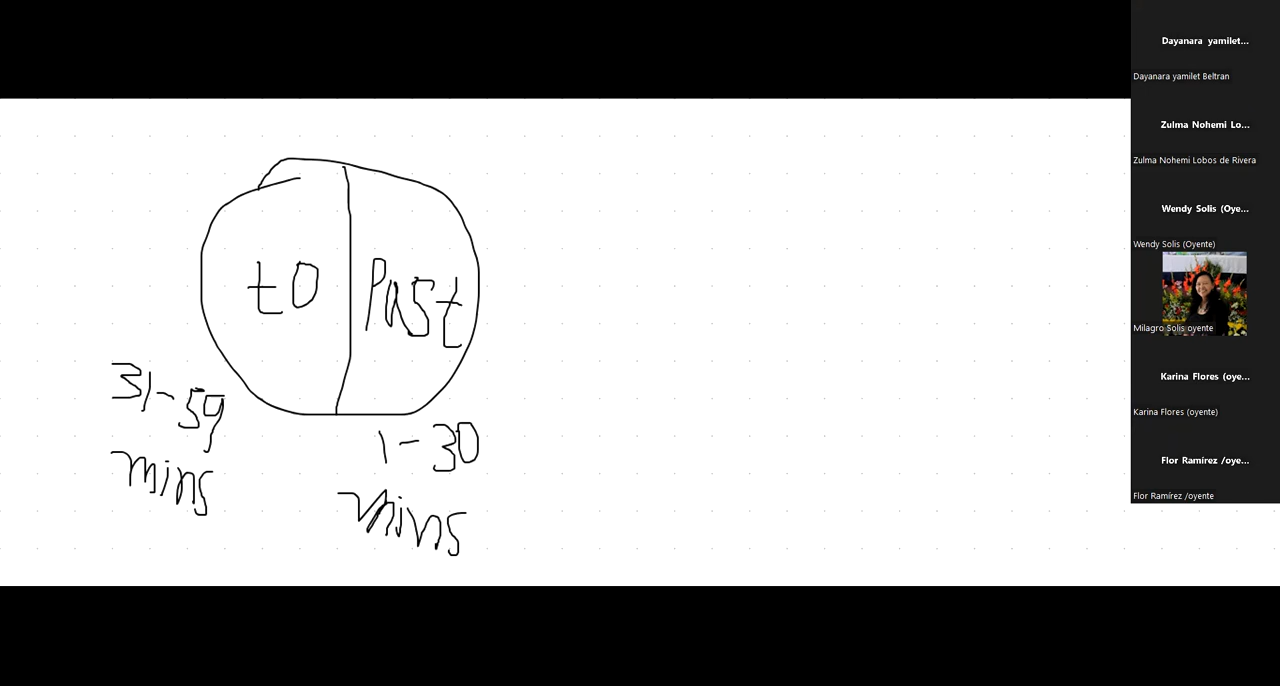 to Past
31-59
mins
1-30
mins
Dayanara yamilet...
Dayanara yamilet Beltran
Zulma Nohemi Lo...
Zulma Nohemi Lobos de Rivera
Wendy Solis (Oye...
Wendy Solis (Oyente)
Milagro Solis oyente
Karina Flores (oye...
Karina Flores (oyente)
Flor Ramírez /oye...
Flor Ramírez /oyente